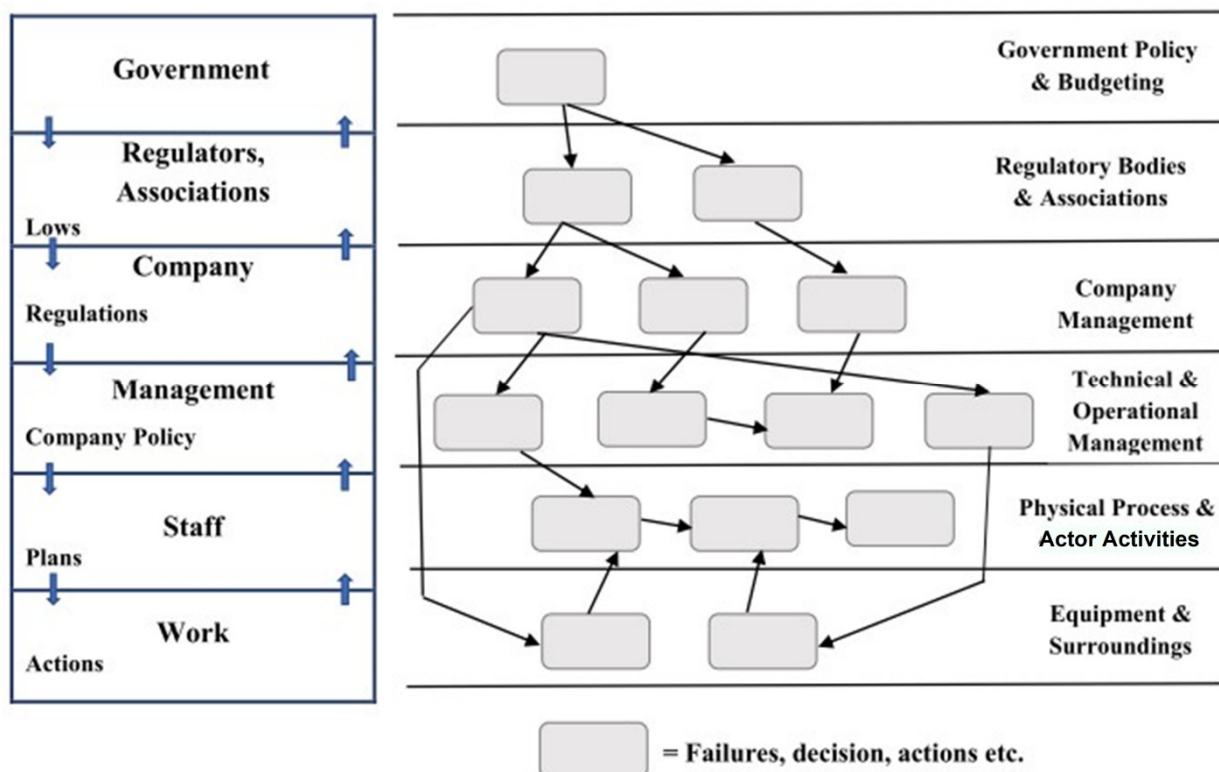 Government
Regulators,
Associations
Lows
Company
Regulations
Management
Company Policy
Staff
Plans
Work
Actions
Government Policy
& Budgeting
Regulatory Bodies
& Associations
Company
Management
Technical &
Operational
Management
Physical Process &
Actor Activities
Equipment &
Surroundings
= Failures, decision, actions etc.